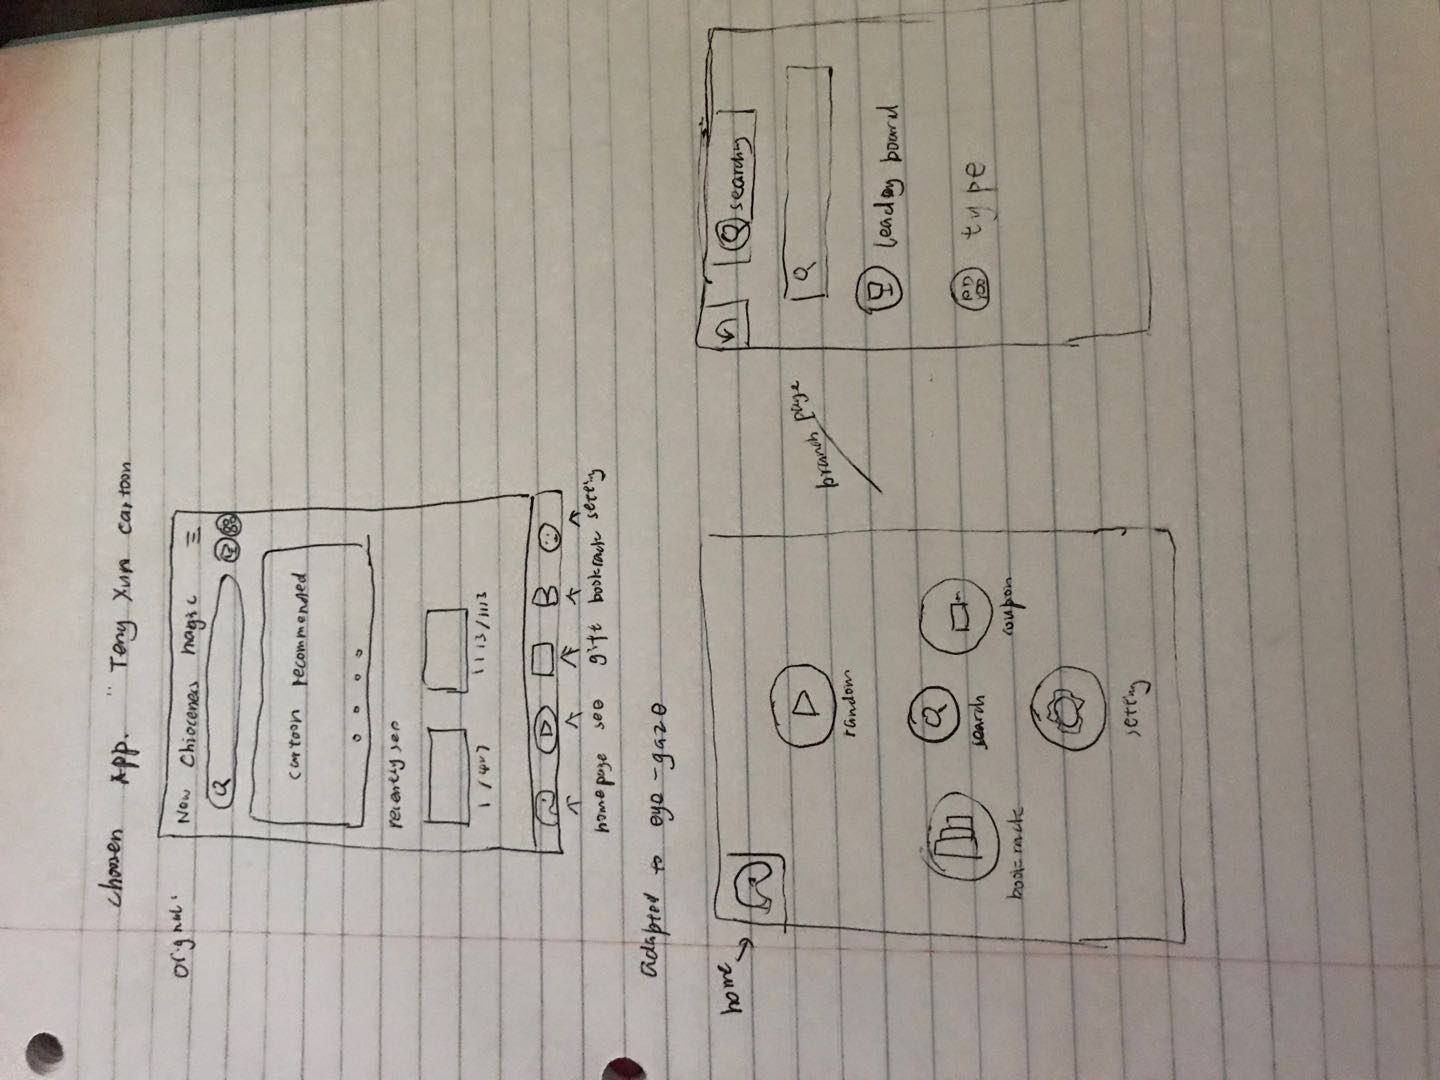 choosen App. " Teng Xun cartoon
orignal:
Now Chioceness magic
cartoon recommended
recently see
1 / 407
1113/1113
homepage see gift bookrack setting
adapted to eye-gaze
home
random
search
bookrack
coupon
setting
branch page
searching
leading board
type